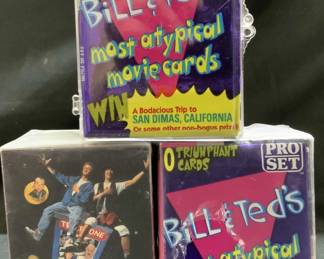 Bill & Ted's
most atypical
movie cards
WIN
A Bodacious Trip to
SAN DIMAS, CALIFORNIA
Or some other non-bogus
0 TRIUMPHANT
CARDS
PRO
SET
Bill & Ted's
atypical